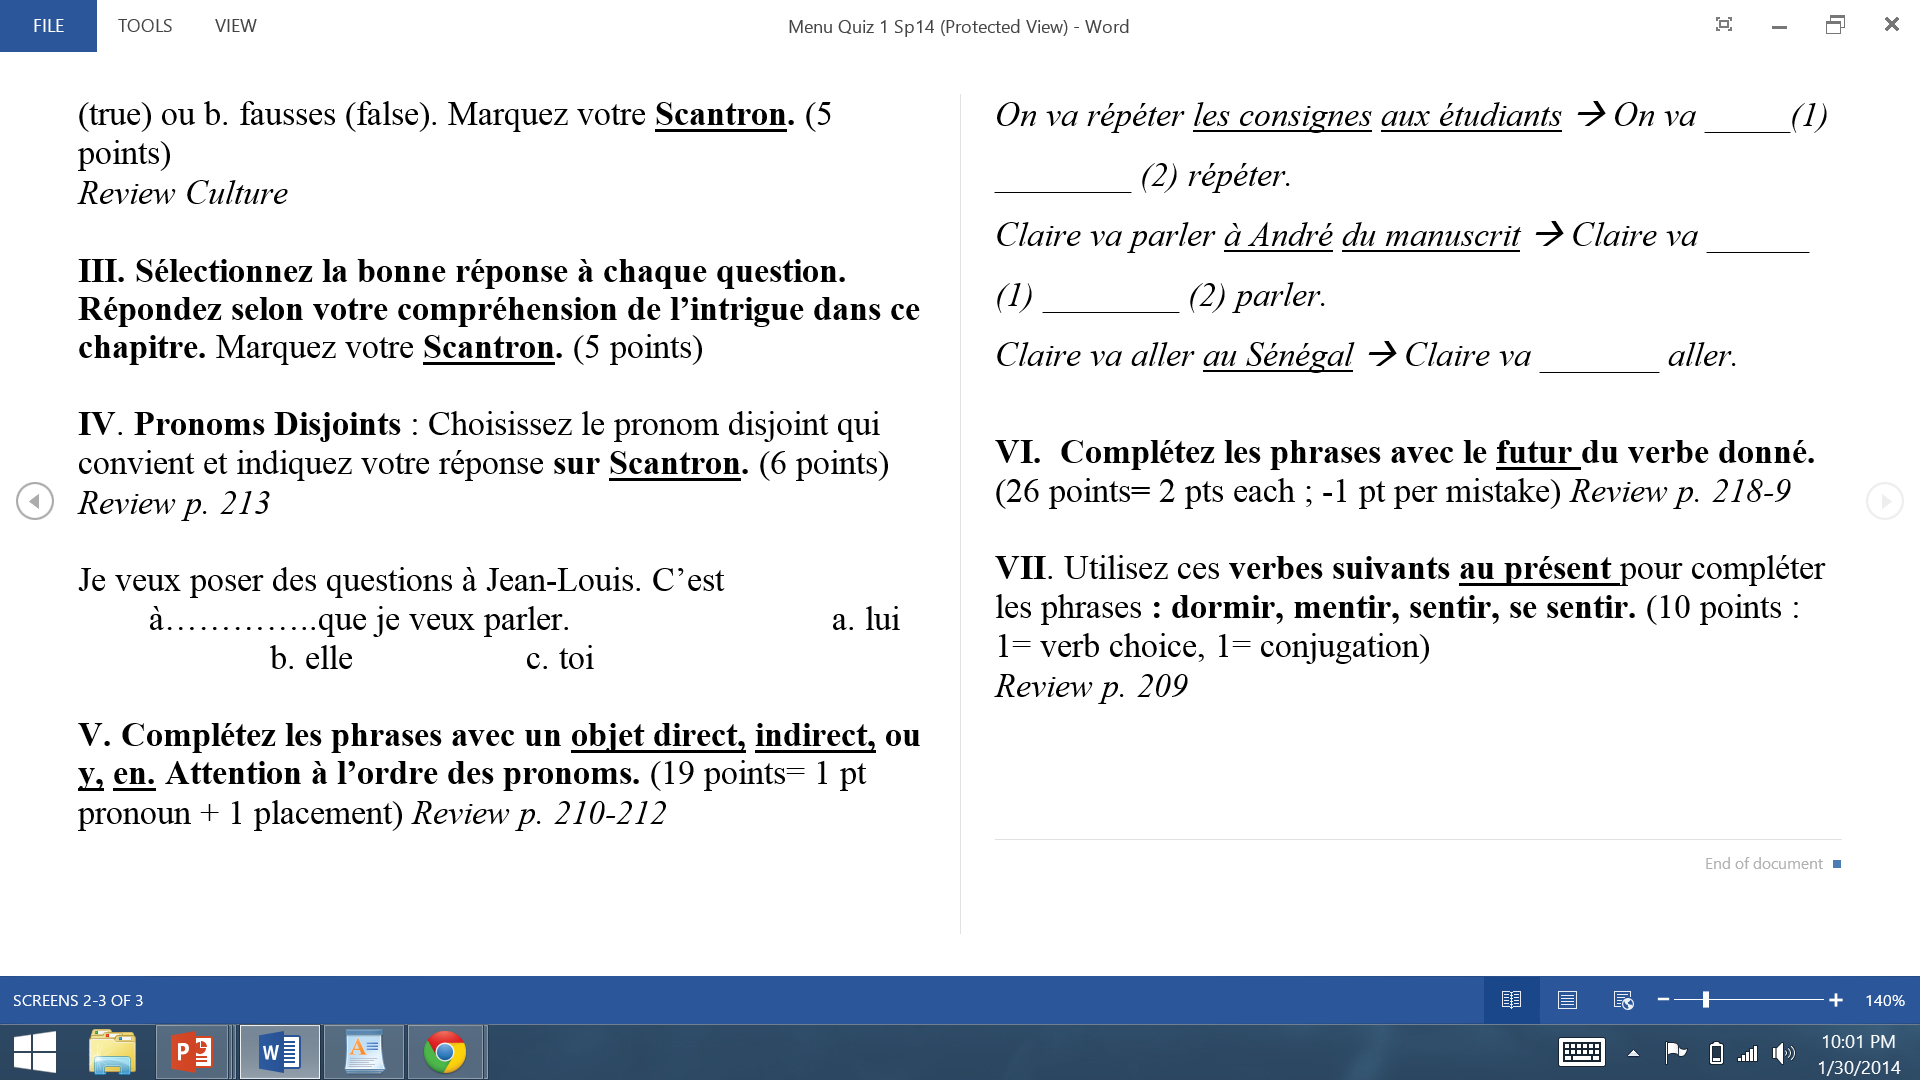 FILE TOOLS VIEW Menu Quiz 1 Sp14 (Protected View) - Word
(true) ou b. fausses (false). Marquez votre Scantron. (5
points)
Review Culture
III. Sélectionnez la bonne réponse à chaque question.
Répondez selon votre compréhension de l’intrigue dans ce
chapitre. Marquez votre Scantron. (5 points)
IV. Pronoms Disjoints : Choisissez le pronom disjoint qui
convient et indiquez votre réponse sur Scantron. (6 points)
Review p. 213
Je veux poser des questions à Jean-Louis. C’est
à…………..que je veux parler. a. lui
b. elle c. toi
V. Complétez les phrases avec un objet direct, indirect, ou
y, en. Attention à l’ordre des pronoms. (19 points= 1 pt
pronoun + 1 placement) Review p. 210-212
On va répéter les consignes aux étudiants → On va _____(1)
________ (2) répéter.
Claire va parler à André du manuscrit → Claire va ______
(1) ________ (2) parler.
Claire va aller au Sénégal → Claire va _______ aller.
VI. Complétez les phrases avec le futur du verbe donné.
(26 points= 2 pts each ; -1 pt per mistake) Review p. 218-9
VII. Utilisez ces verbes suivants au présent pour compléter
les phrases : dormir, mentir, sentir, se sentir. (10 points :
1= verb choice, 1= conjugation)
Review p. 209
End of document
SCREENS 2-3 OF 3 140%
10:01 PM
1/30/2014